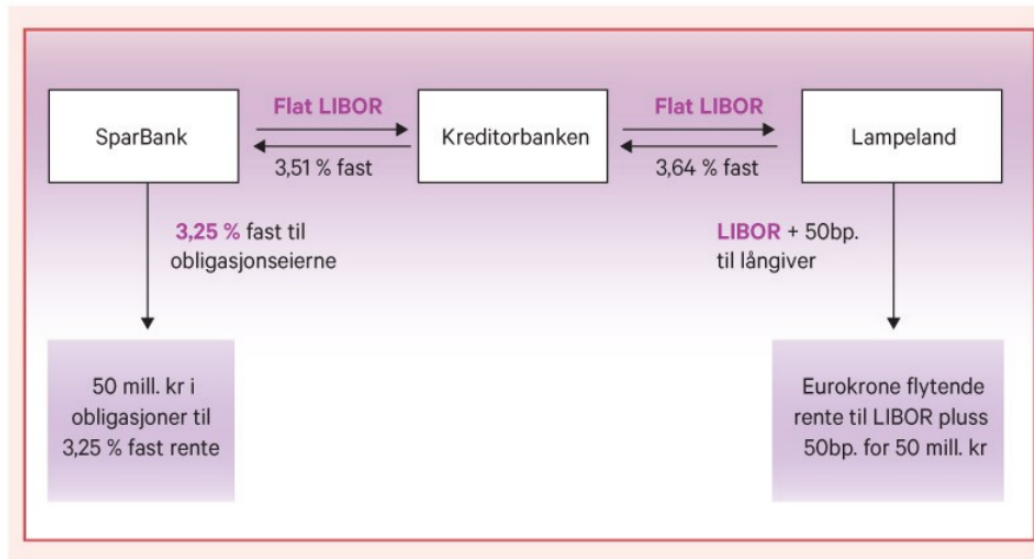 Flat LIBOR
Flat LIBOR
SparBank
Kreditorbanken
Lampeland
3,51 % fast
3,64 % fast
3,25 % fast til
obligasjonseierne
LIBOR + 50bp.
til långiver
50 mill. kr i
obligasjoner til
3,25 % fast rente
Eurokrone flytende
rente til LIBOR pluss
50bp. for 50 mill. kr